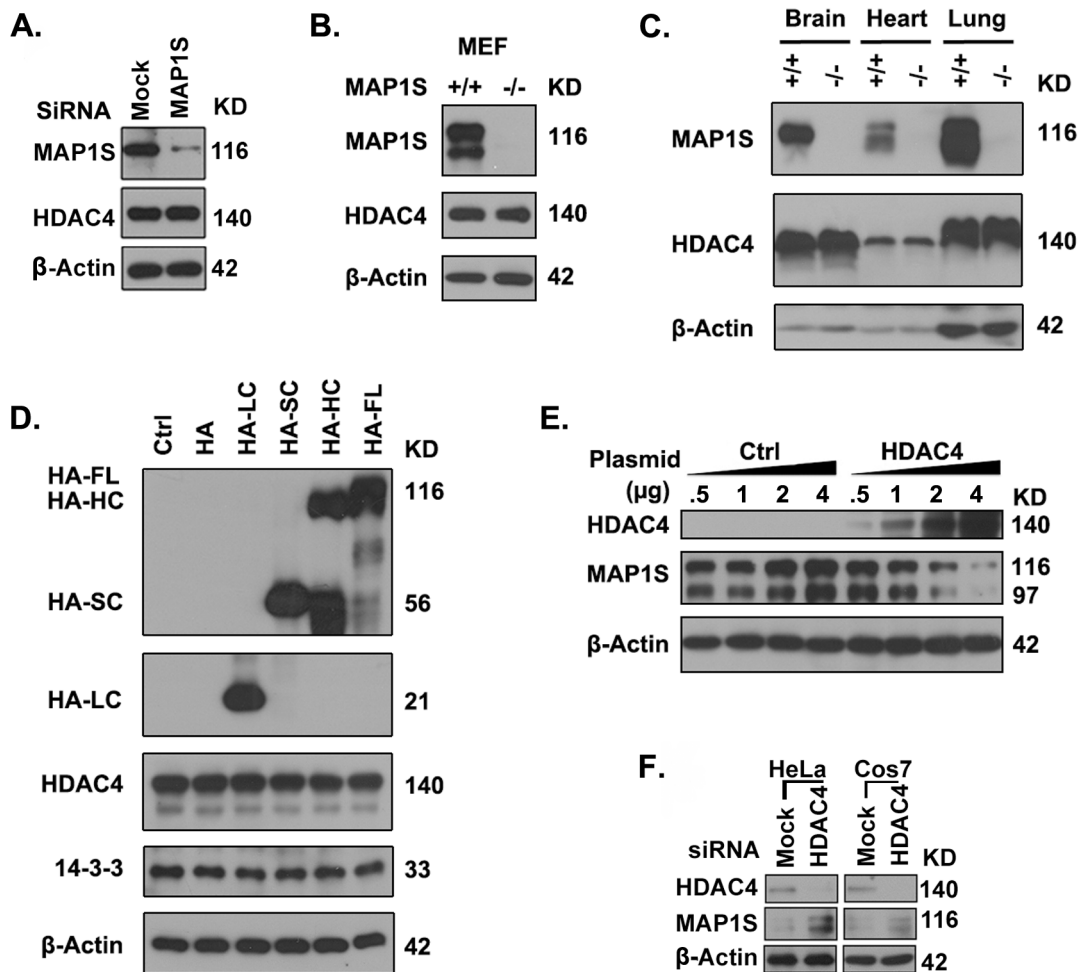 A.
SiRNA Mock MAP1S KD
MAP1S 116
HDAC4 140
β-Actin 42
B.
MEF
MAP1S +/+ -/- KD
MAP1S 116
HDAC4 140
β-Actin 42
C.
Brain Heart Lung
+/+ -/- +/+ -/- +/+ -/- KD
MAP1S 116
HDAC4 140
β-Actin 42
D.
Ctrl HA HA-LC HA-SC HA-HC HA-FL KD
HA-FL
HA-HC 116
HA-SC 56
HA-LC 21
HDAC4 140
14-3-3 33
β-Actin 42
E.
Plasmid Ctrl HDAC4
(µg) .5 1 2 4 .5 1 2 4 KD
HDAC4 140
MAP1S 116
97
β-Actin 42
F.
HeLa Cos7
siRNA Mock HDAC4 Mock HDAC4 KD
HDAC4 140
MAP1S 116
β-Actin 42